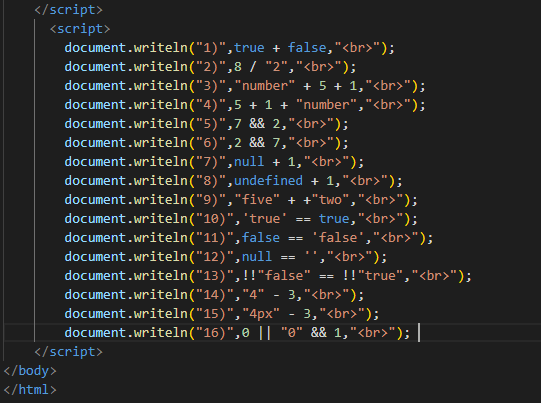 </script>
<script>
document.writeln("1)",true + false,"<br>");
document.writeln("2)",8 / "2","<br>");
document.writeln("3)","number" + 5 + 1,"<br>");
document.writeln("4)",5 + 1 + "number","<br>");
document.writeln("5)",7 && 2,"<br>");
document.writeln("6)",2 && 7,"<br>");
document.writeln("7)",null + 1,"<br>");
document.writeln("8)",undefined + 1,"<br>");
document.writeln("9)","five" + +"two","<br>");
document.writeln("10)",'true' == true,"<br>");
document.writeln("11)",false == 'false',"<br>");
document.writeln("12)",null == '',"<br>");
document.writeln("13)",!!"false" == !!"true","<br>");
document.writeln("14)","4" - 3,"<br>");
document.writeln("15)","4px" - 3,"<br>");
document.writeln("16)",0 || "0" && 1,"<br>");
</script>
</body>
</html>